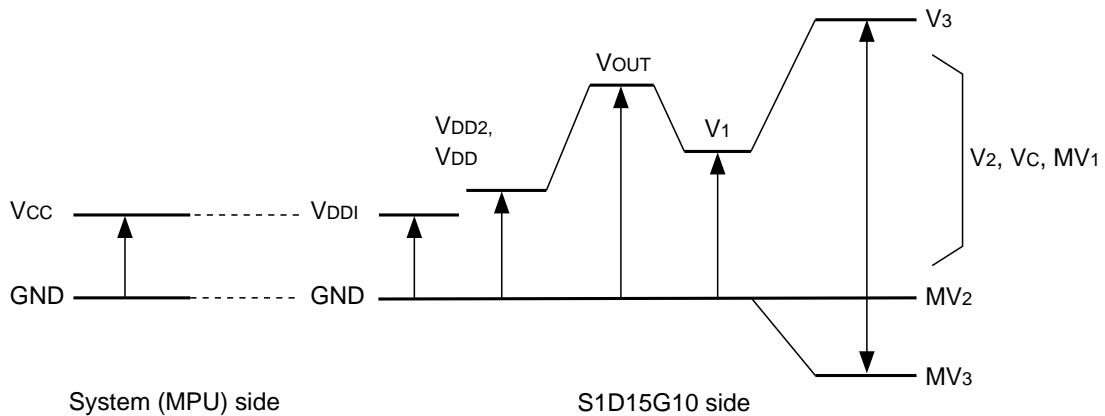 V3
VOUT
VDD2,
VDD
V1
V2, VC, MV1
VCC
VDDI
GND
GND
MV2
MV3
System (MPU) side
S1D15G10 side